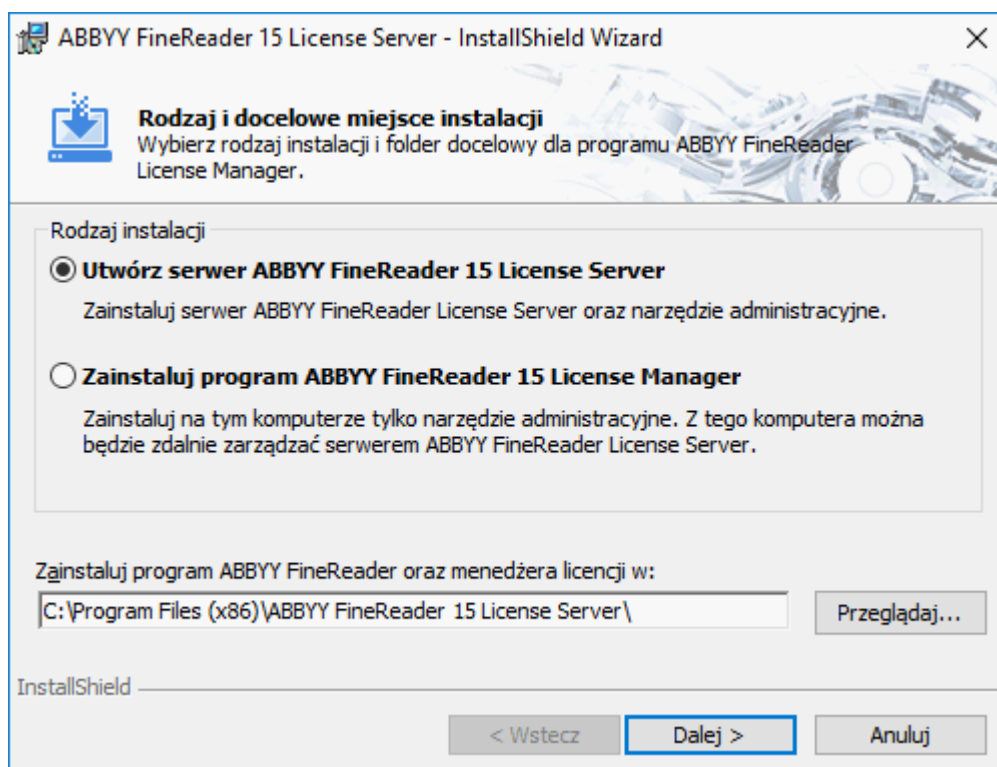 ABBYY FineReader 15 License Server - InstallShield Wizard
Rodzaj i docelowe miejsce instalacji
Wybierz rodzaj instalacji i folder docelowy dla programu ABBYY FineReader
License Manager.
Rodzaj instalacji
Utwórz serwer ABBYY FineReader 15 License Server
Zainstaluj serwer ABBYY FineReader License Server oraz narzędzie administracyjne.
Zainstaluj program ABBYY FineReader 15 License Manager
Zainstaluj na tym komputerze tylko narzędzie administracyjne. Z tego komputera można
będzie zdalnie zarządzać serwerem ABBYY FineReader License Server.
Zainstaluj program ABBYY FineReader oraz menedżera licencji w:
C:\Program Files (x86)\ABBYY FineReader 15 License Server\
Przeglądaj...
InstallShield
< Wstecz
Dalej >
Anuluj